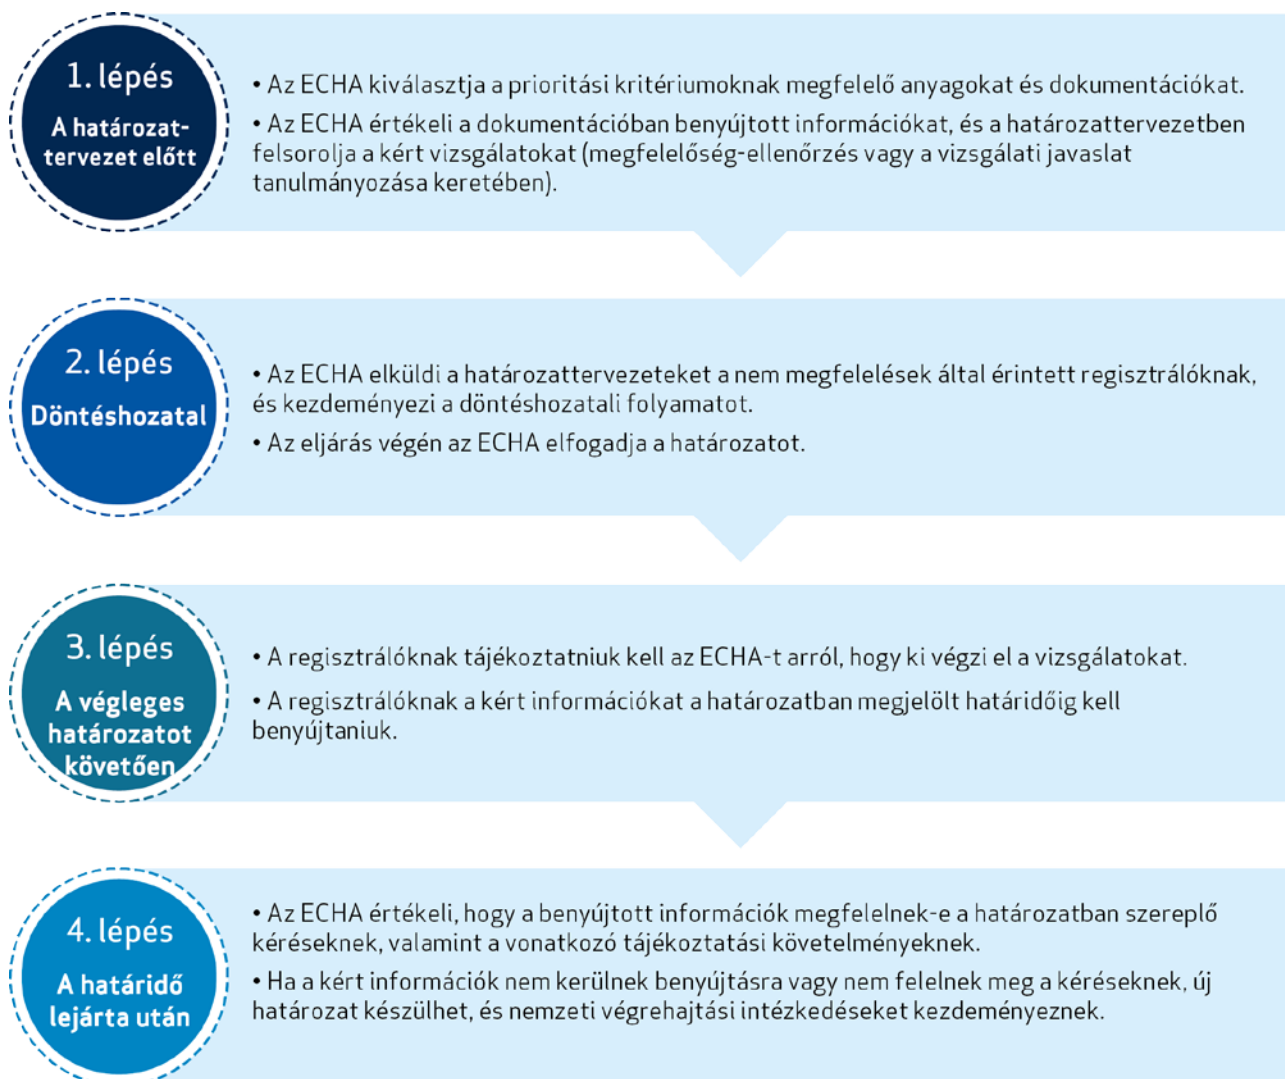 1. lépés
A határozat-
tervezet előtt
• Az ECHA kiválasztja a prioritási kritériumoknak megfelelő anyagokat és dokumentációkat.
• Az ECHA értékeli a dokumentációban benyújtott információkat, és a határozattervezetben
felsorolja a kért vizsgálatokat (megfelelőség-ellenőrzés vagy a vizsgálati javaslat
tanulmányozása keretében).
2. lépés
Döntéshozatal
• Az ECHA elküldi a határozattervezeteket a nem megfelelések által érintett regisztrálóknak,
és kezdeményezi a döntéshozatali folyamatot.
• Az eljárás végén az ECHA elfogadja a határozatot.
3. lépés
A végleges
határozatot
követően
• A regisztrálóknak tájékoztatniuk kell az ECHA-t arról, hogy ki végzi el a vizsgálatokat.
• A regisztrálóknak a kért információkat a határozatban megjelölt határidőig kell
benyújtaniuk.
4. lépés
A határidő
lejárta után
• Az ECHA értékeli, hogy a benyújtott információk megfelelnek-e a határozatban szereplő
kéréseknek, valamint a vonatkozó tájékoztatási követelményeknek.
• Ha a kért információk nem kerülnek benyújtásra vagy nem felelnek meg a kéréseknek, új
határozat készülhet, és nemzeti végrehajtási intézkedéseket kezdeményeznek.